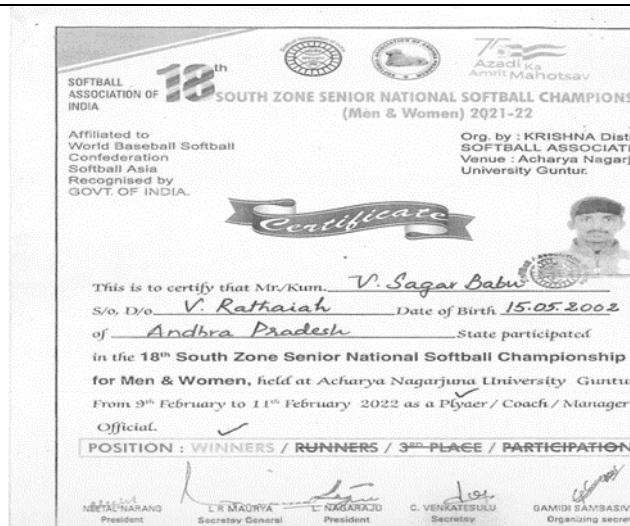 SOFTBALL
ASSOCIATION OF
INDIA
18th
Azadi Ka
Amrit Mahotsav
SOUTH ZONE SENIOR NATIONAL SOFTBALL CHAMPIONS
(Men & Women) 2021-22
Affiliated to
World Baseball Softball
Confederation
Softball Asia
Recognised by
GOVT. OF INDIA.
Org. by : KRISHNA Dist
SOFTBALL ASSOCIATI
Venue : Acharya Nagarj
University Guntur.
Certificate
This is to certify that Mr./Kum. V. Sagar Babu
S/o, D/o V. Rathaiah Date of Birth 15.05.2002
of Andhra Pradesh State participated
in the 18th South Zone Senior National Softball Championship
for Men & Women, held at Acharya Nagarjuna University Guntu
From 9th February to 11th February 2022 as a Plyaer / Coach / Manager
Official.
POSITION : WINNERS / RUNNERS / 3RD PLACE / PARTICIPATION
NEETAL NARANG L R MAURYA L. NAGARAJU C. VENKATESULU GAMIDI SAMBASIV
President Secretary General President Secretary Organizing secre